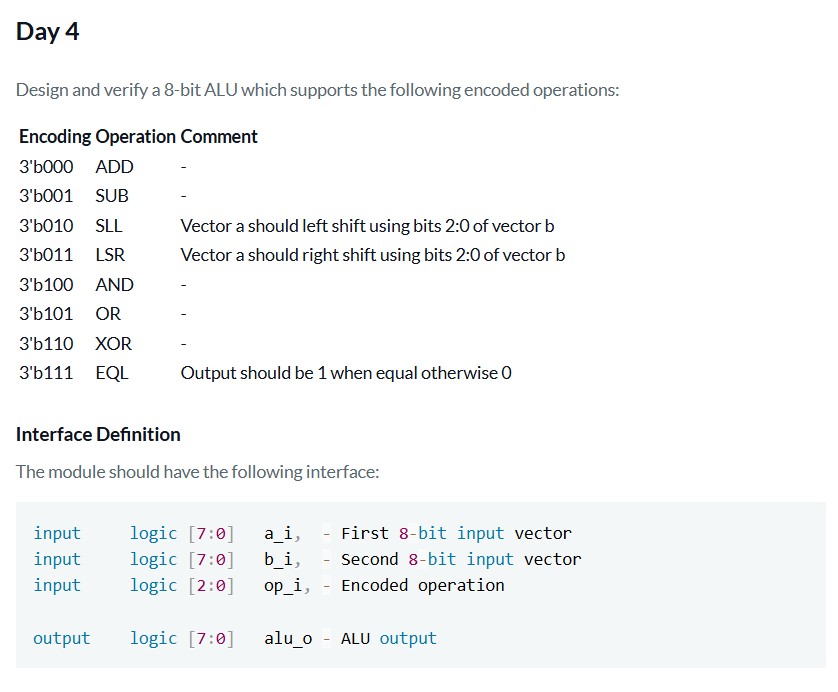 Day 4
Design and verify a 8-bit ALU which supports the following encoded operations:
Encoding Operation Comment
3'b000 ADD -
3'b001 SUB -
3'b010 SLL Vector a should left shift using bits 2:0 of vector b
3'b011 LSR Vector a should right shift using bits 2:0 of vector b
3'b100 AND -
3'b101 OR -
3'b110 XOR -
3'b111 EQL Output should be 1 when equal otherwise 0
Interface Definition
The module should have the following interface:
input logic [7:0] a_i, - First 8-bit input vector
input logic [7:0] b_i, - Second 8-bit input vector
input logic [2:0] op_i, - Encoded operation
output logic [7:0] alu_o - ALU output